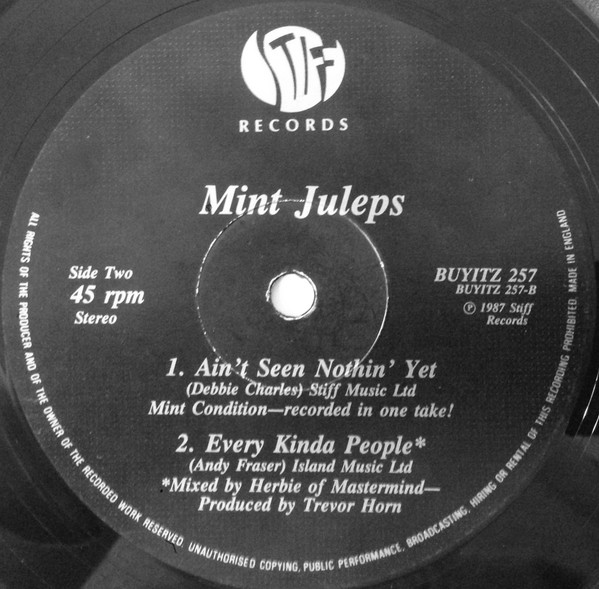 STIFF
RECORDS
Mint Juleps
Side Two
45 rpm
Stereo
BUYITZ 257
BUYITZ 257-B
Ⓟ 1987 Stiff
Records
1. Ain't Seen Nothin' Yet
(Debbie Charles) Stiff Music Ltd
Mint Condition—recorded in one take!
2. Every Kinda People*
(Andy Fraser) Island Music Ltd
*Mixed by Herbie of Mastermind—
Produced by Trevor Horn
ALL RIGHTS OF THE PRODUCER AND OF THE OWNER OF THE RECORDED WORK RESERVED. UNAUTHORISED COPYING, PUBLIC PERFORMANCE, BROADCASTING, HIRING OR RENTAL OF THIS RECORDING PROHIBITED. MADE IN ENGLAND